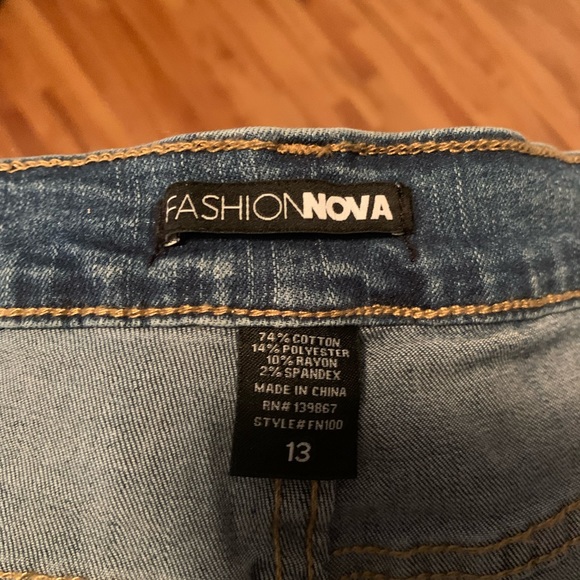 FASHIONNOVA
74% COTTON
14% POLYESTER
10% RAYON
2% SPANDEX
MADE IN CHINA
RN# 139867
STYLE# FN100
13